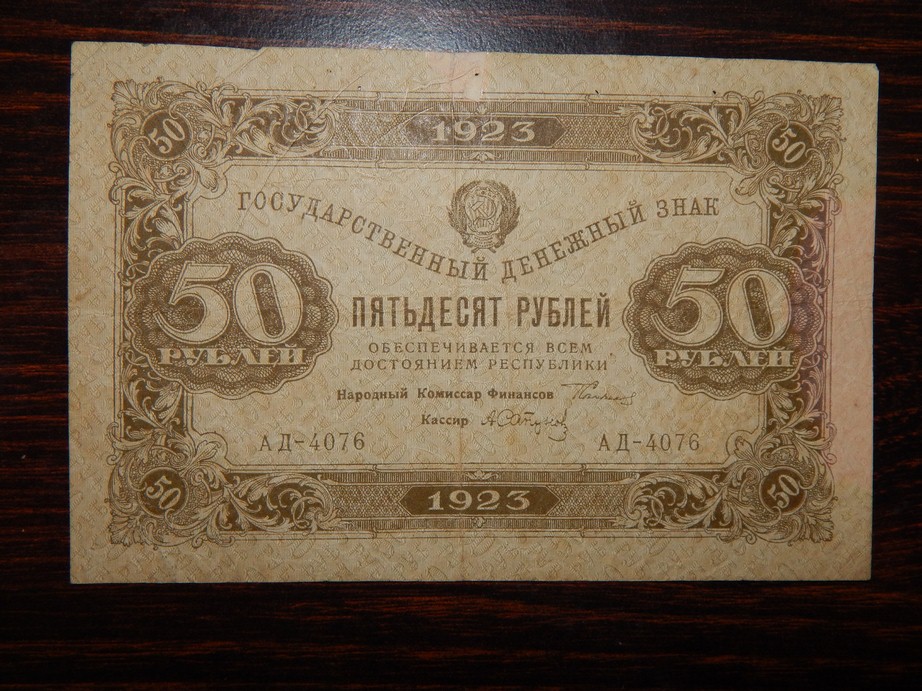 50 1923 50
ГОСУДАРСТВЕННЫЙ ДЕНЕЖНЫЙ ЗНАК
50 РУБЛЕЙ
ПЯТЬДЕСЯТ РУБЛЕЙ
50 РУБЛЕЙ
ОБЕСПЕЧИВАЕТСЯ ВСЕМ
ДОСТОЯНИЕМ РЕСПУБЛИКИ
Народный Комиссар Финансов
Кассир А Сапунов
АД-4076 АД-4076
50 1923 50